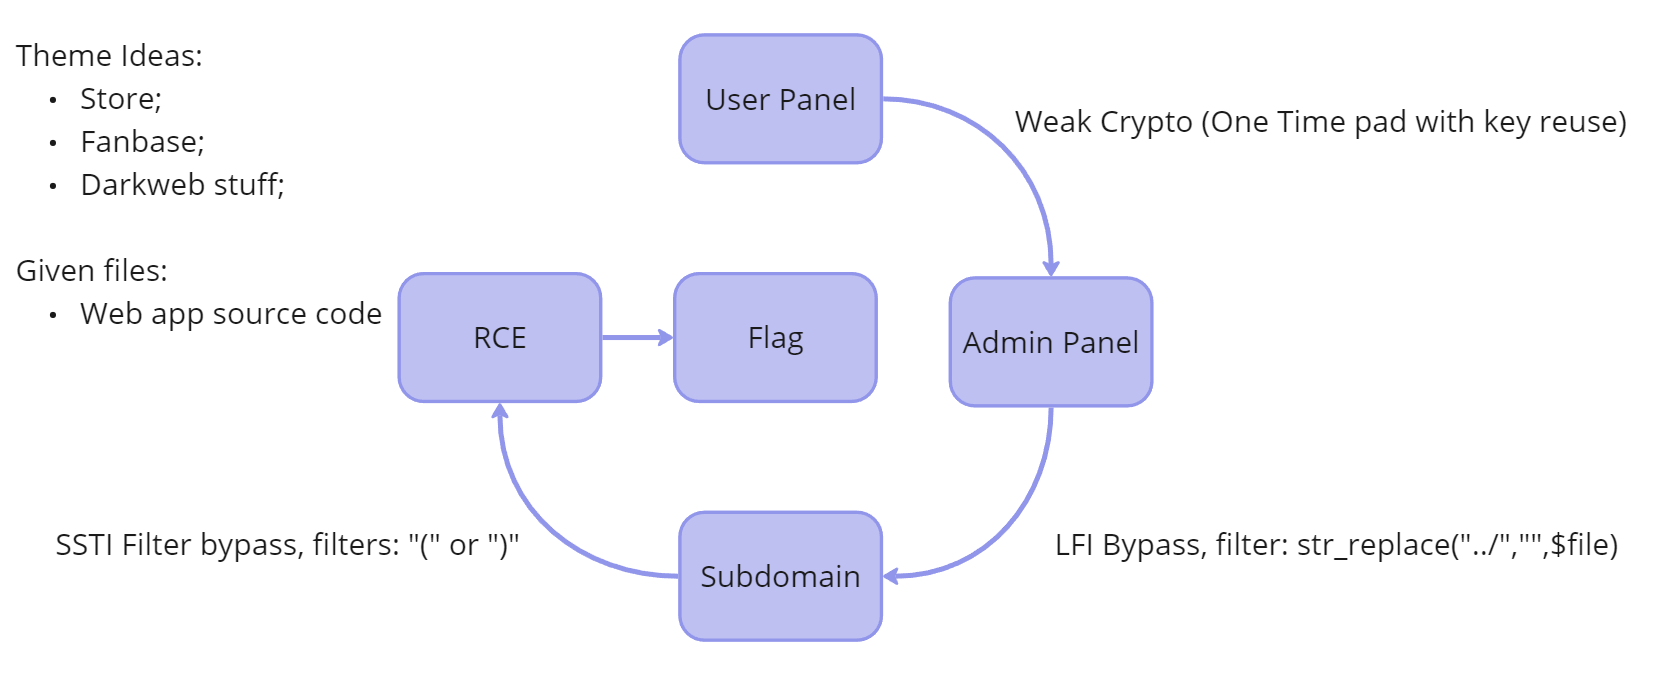 Theme Ideas:
• Store;
• Fanbase;
• Darkweb stuff;
Given files:
• Web app source code
User Panel
Weak Crypto (One Time pad with key reuse)
RCE
Flag
Admin Panel
SSTI Filter bypass, filters: "(" or ")"
Subdomain
LFI Bypass, filter: str_replace("../","",$file)